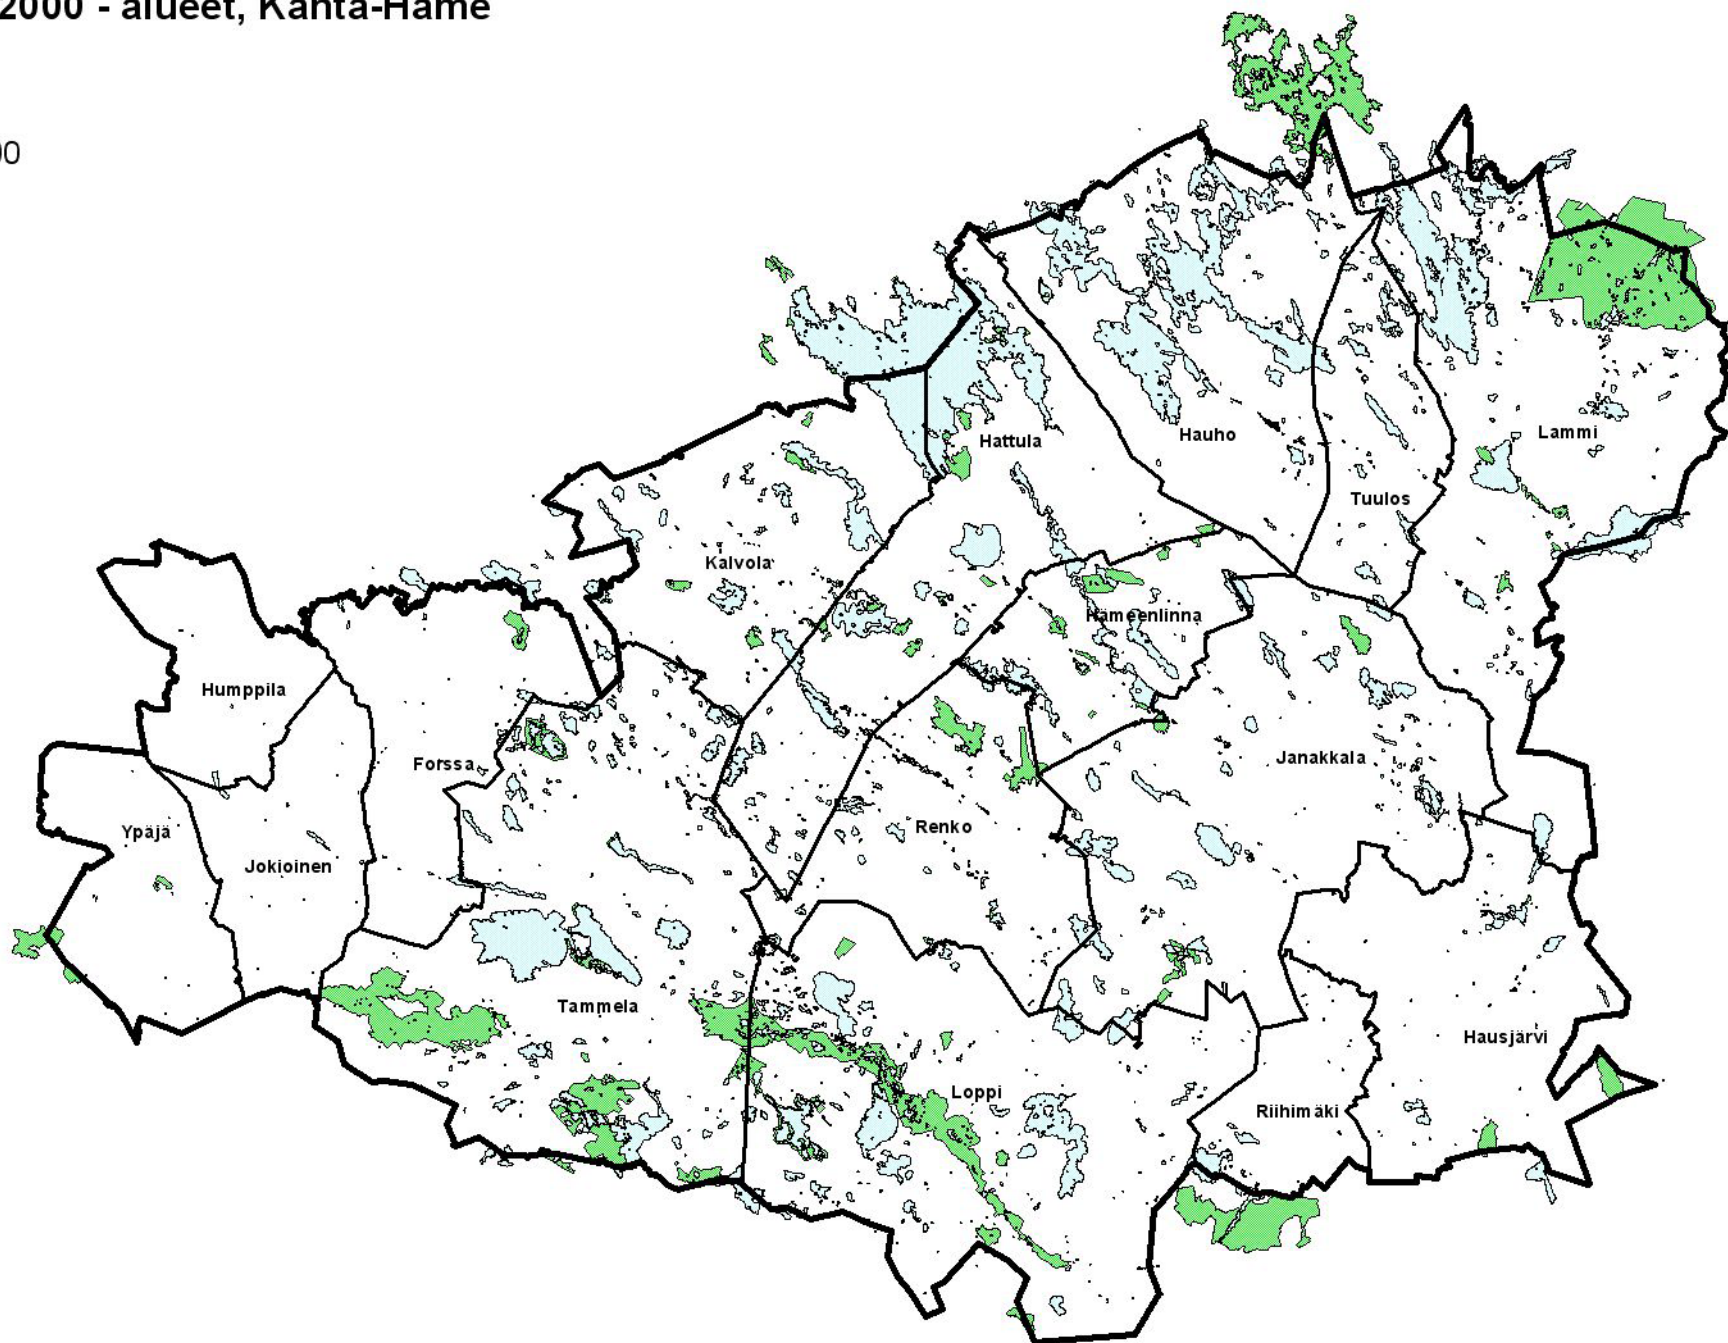 2000 - alueet, Kanta-Häme
00
Hattula
Hauho
Lammi
Tuulos
Kalvola
Hämeenlinna
Humppila
Forssa
Janakkala
Ypäjä
Renko
Jokioinen
Tammela
Hausjärvi
Loppi
Riihimäki